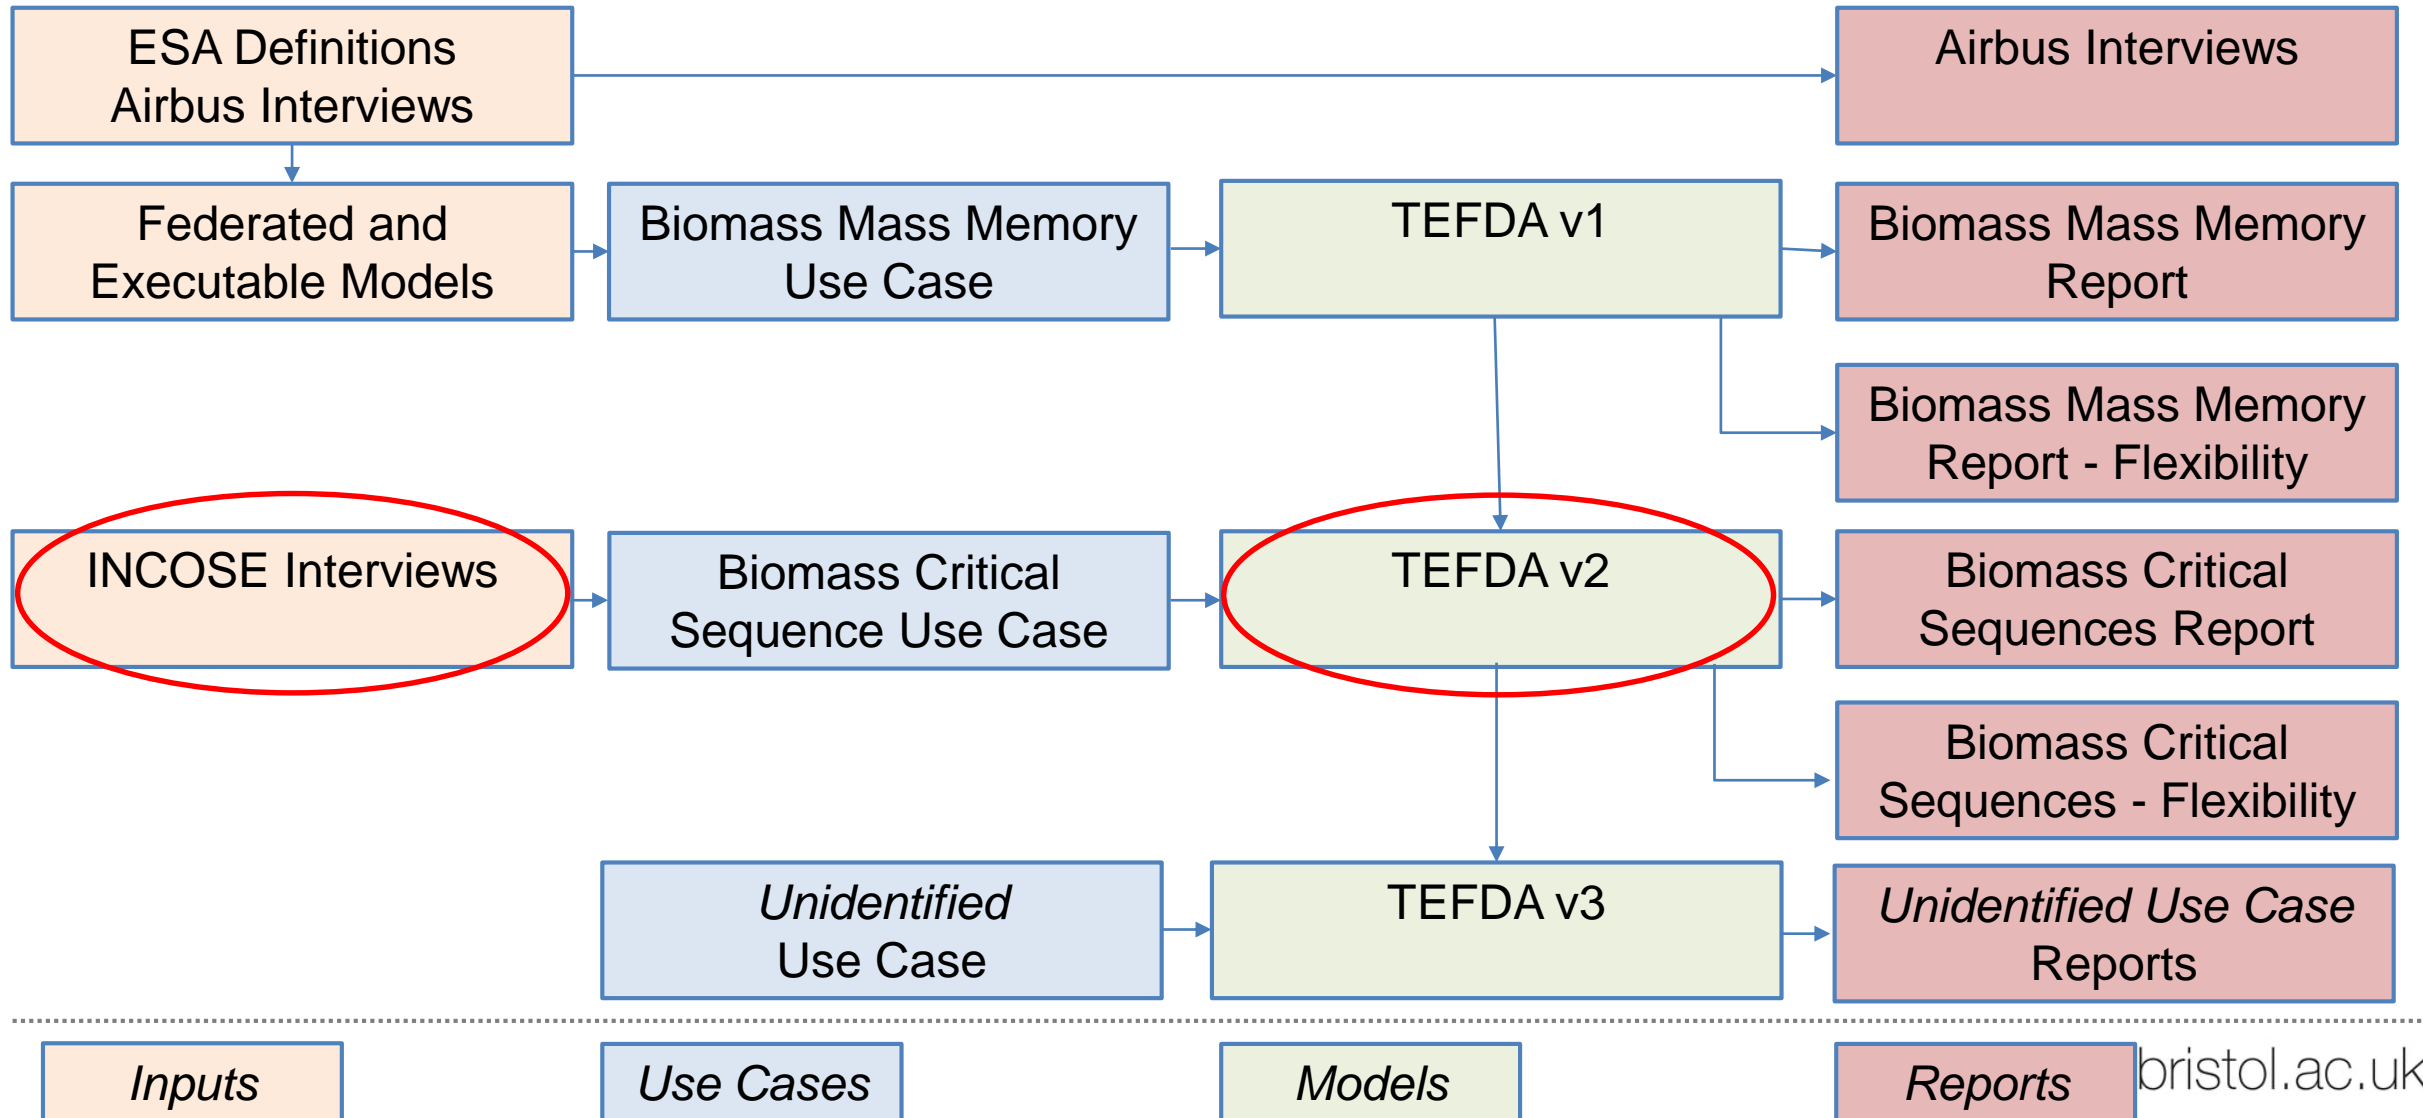 ESA Definitions
Airbus Interviews
Airbus Interviews
Federated and
Executable Models
Biomass Mass Memory
Use Case
TEFDA v1
Biomass Mass Memory
Report
Biomass Mass Memory
Report - Flexibility
INCOSE Interviews
Biomass Critical
Sequence Use Case
TEFDA v2
Biomass Critical
Sequences Report
Biomass Critical
Sequences - Flexibility
Unidentified
Use Case
TEFDA v3
Unidentified Use Case
Reports
Inputs
Use Cases
Models
Reports
bristol.ac.uk